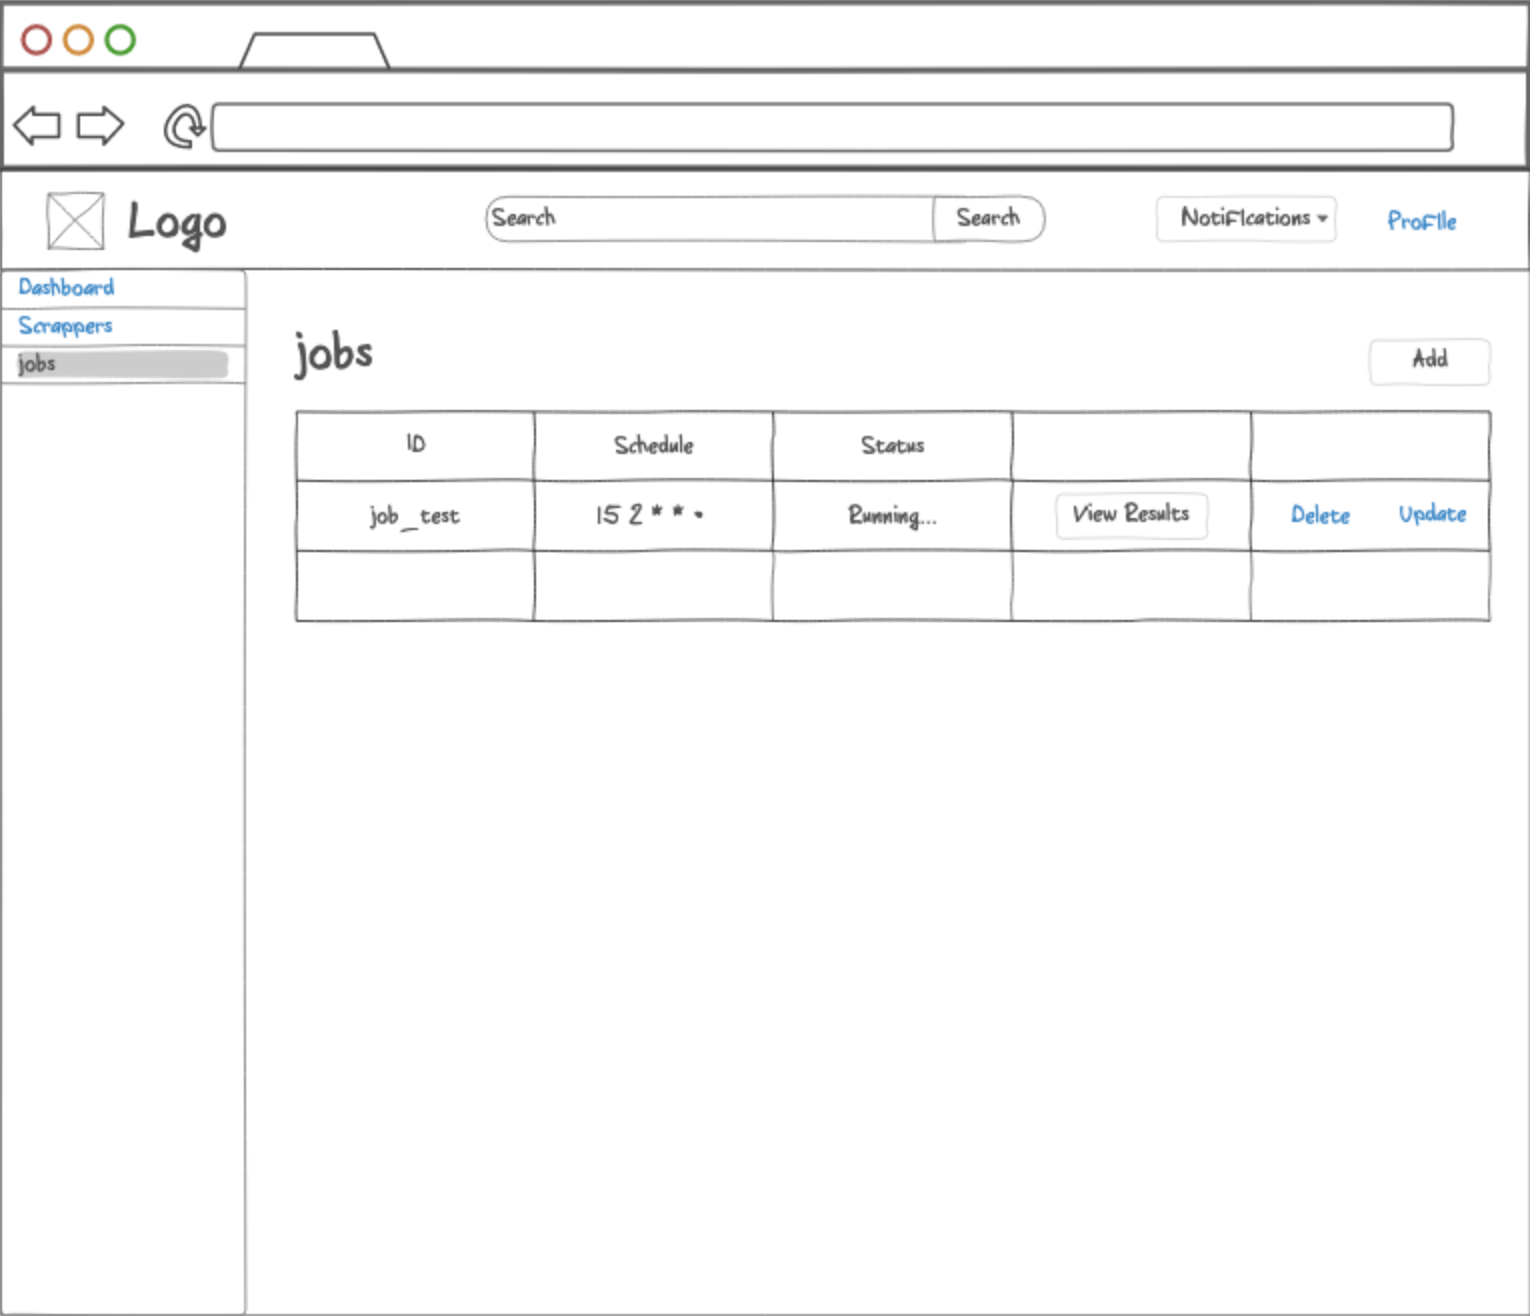 Logo
Search Search
Notifications
Profile
Dashboard
Scrappers
jobs
jobs
Add
ID Schedule Status
job_test 15 2 * * • Running... View Results Delete Update